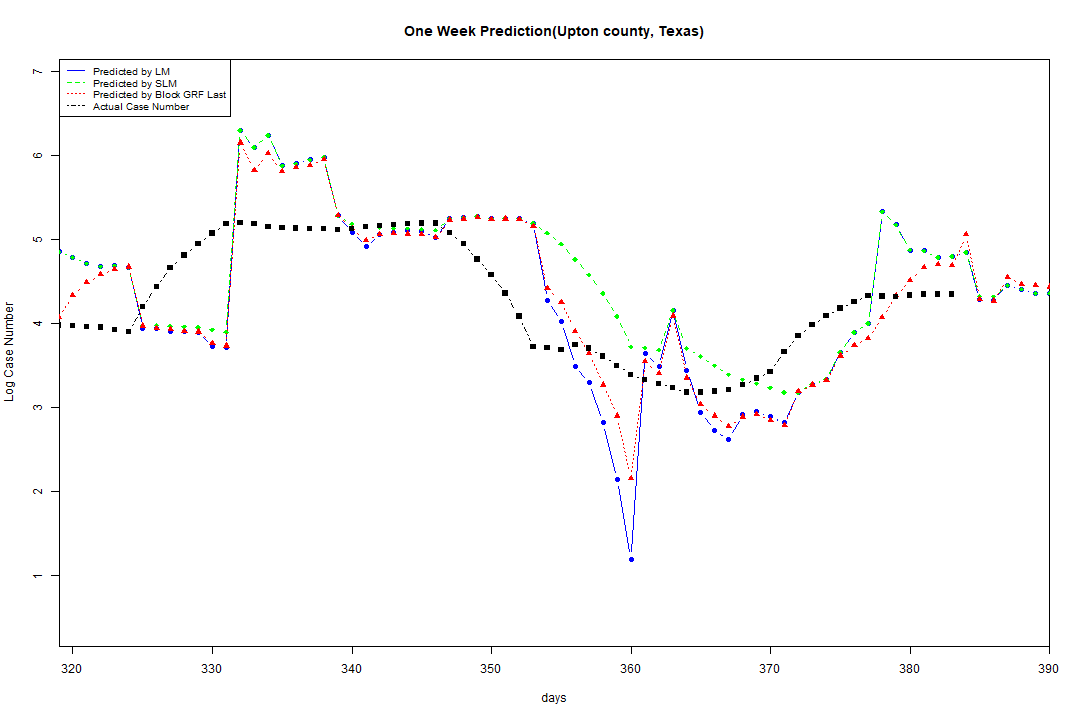 One Week Prediction(Upton county, Texas)
7
Predicted by LM
Predicted by SLM
Predicted by Block GRF Last
Actual Case Number
6
5
4
3
2
1
Log Case Number
320 330 340 350 360 370 380 390
days